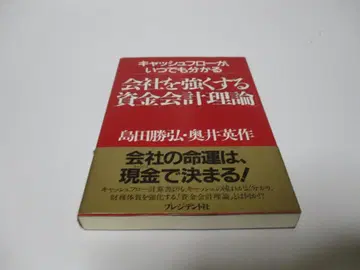 キャッシュフローが、
いつでも分かる
会社を強くする
資金会計理論
島田勝弘・奥井英作
会社の命運は、
現金で決まる!
プレジデント社